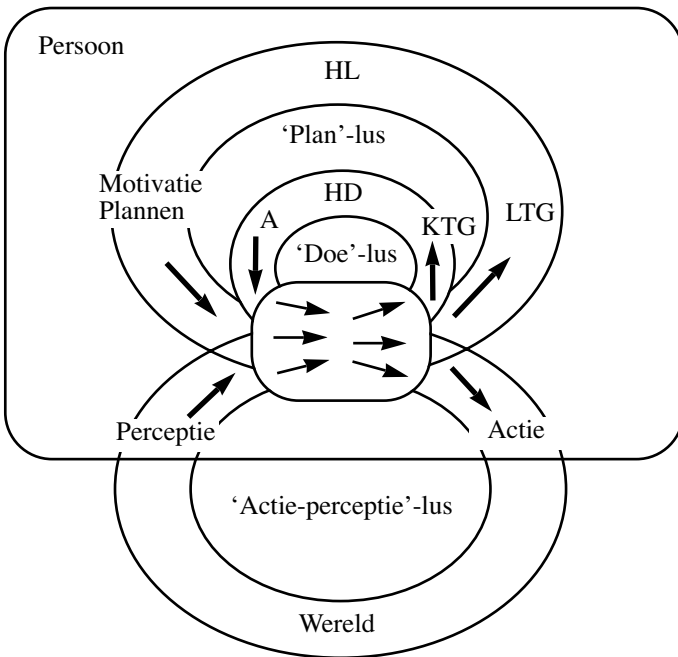 Persoon
HL
‘Plan’-lus
Motivatie
Plannen
HD
A
KTG
LTG
‘Doe’-lus
Perceptie
Actie
‘Actie-perceptie’-lus
Wereld